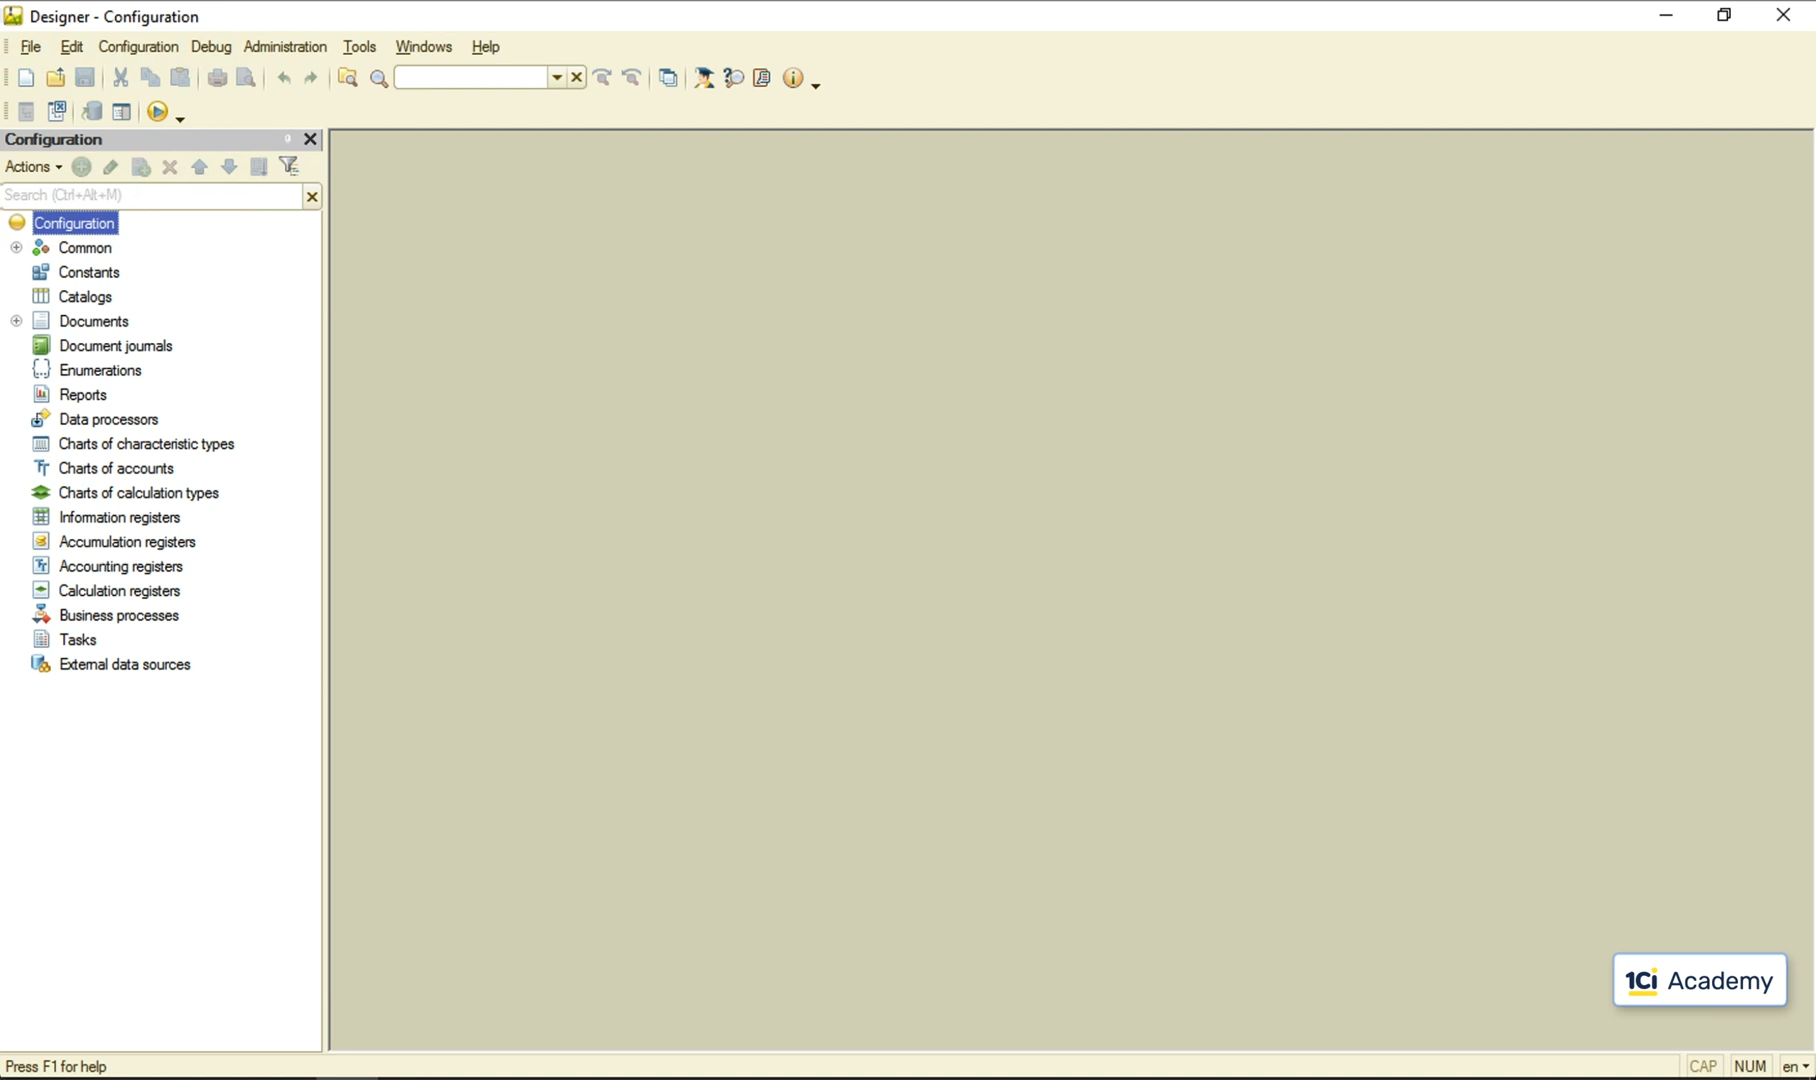 Designer - Configuration
File Edit Configuration Debug Administration Tools Windows Help
Configuration
Actions
Search (Ctrl+Alt+M)
Configuration
Common
Constants
Catalogs
Documents
Document journals
Enumerations
Reports
Data processors
Charts of characteristic types
Charts of accounts
Charts of calculation types
Information registers
Accumulation registers
Accounting registers
Calculation registers
Business processes
Tasks
External data sources
1Ci Academy
Press F1 for help
CAP NUM en